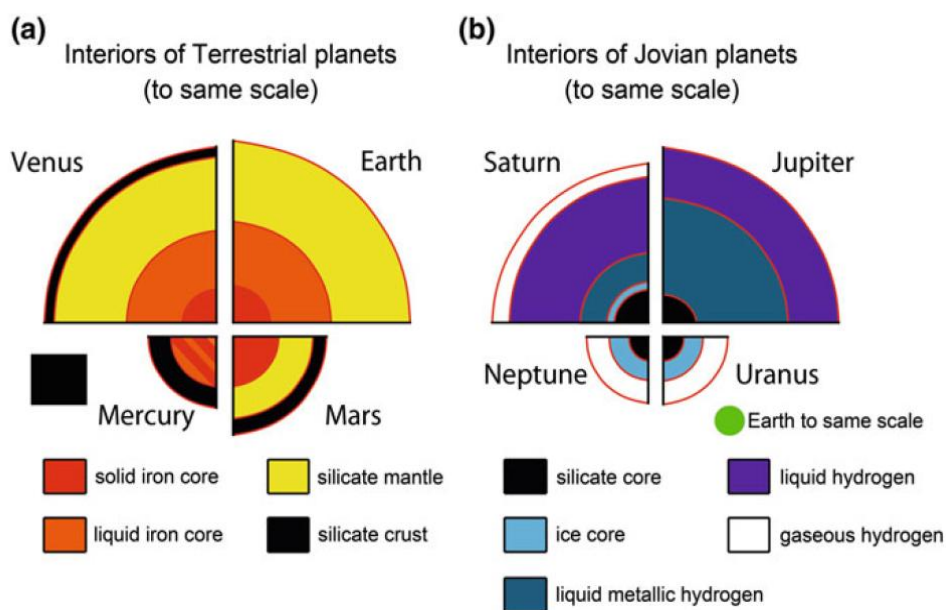 (a)
Interiors of Terrestrial planets
(to same scale)
Venus
Earth
Mercury
Mars
solid iron core
silicate mantle
liquid iron core
silicate crust
(b)
Interiors of Jovian planets
(to same scale)
Saturn
Jupiter
Neptune
Uranus
Earth to same scale
silicate core
liquid hydrogen
ice core
gaseous hydrogen
liquid metallic hydrogen